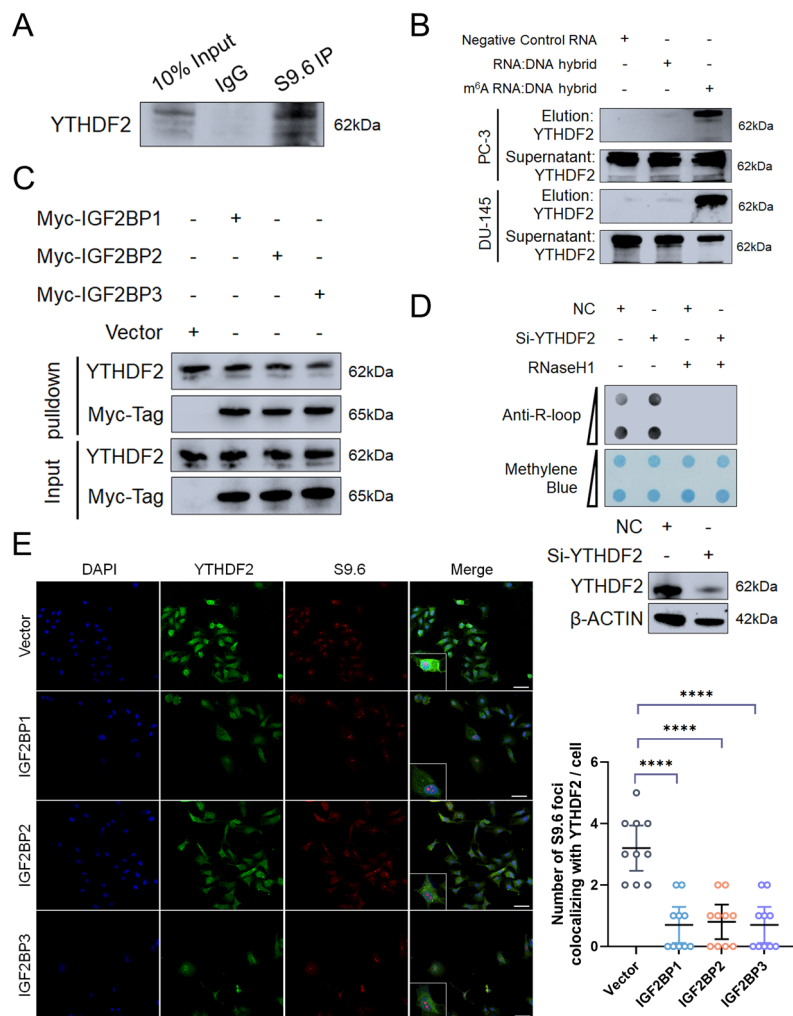 A
10% Input
IgG
S9.6 IP
YTHDF2
62kDa
B
Negative Control RNA + - -
RNA:DNA hybrid - + -
m⁶A RNA:DNA hybrid - - +
PC-3
Elution: YTHDF2
62kDa
Supernatant: YTHDF2
62kDa
DU-145
Elution: YTHDF2
62kDa
Supernatant: YTHDF2
62kDa
C
Myc-IGF2BP1 - + - -
Myc-IGF2BP2 - - + -
Myc-IGF2BP3 - - - +
Vector + - - -
pulldown
YTHDF2 62kDa
Myc-Tag 65kDa
Input
YTHDF2 62kDa
Myc-Tag 65kDa
D
NC + - + -
Si-YTHDF2 - + - +
RNaseH1 - - + +
Anti-R-loop
Methylene
Blue
NC + -
Si-YTHDF2 - +
YTHDF2 62kDa
β-ACTIN 42kDa
E
DAPI YTHDF2 S9.6 Merge
Vector
IGF2BP1
IGF2BP2
IGF2BP3
Number of S9.6 foci
colocalizing with YTHDF2 / cell
6
4
2
0
****
****
****
Vector
IGF2BP1
IGF2BP2
IGF2BP3